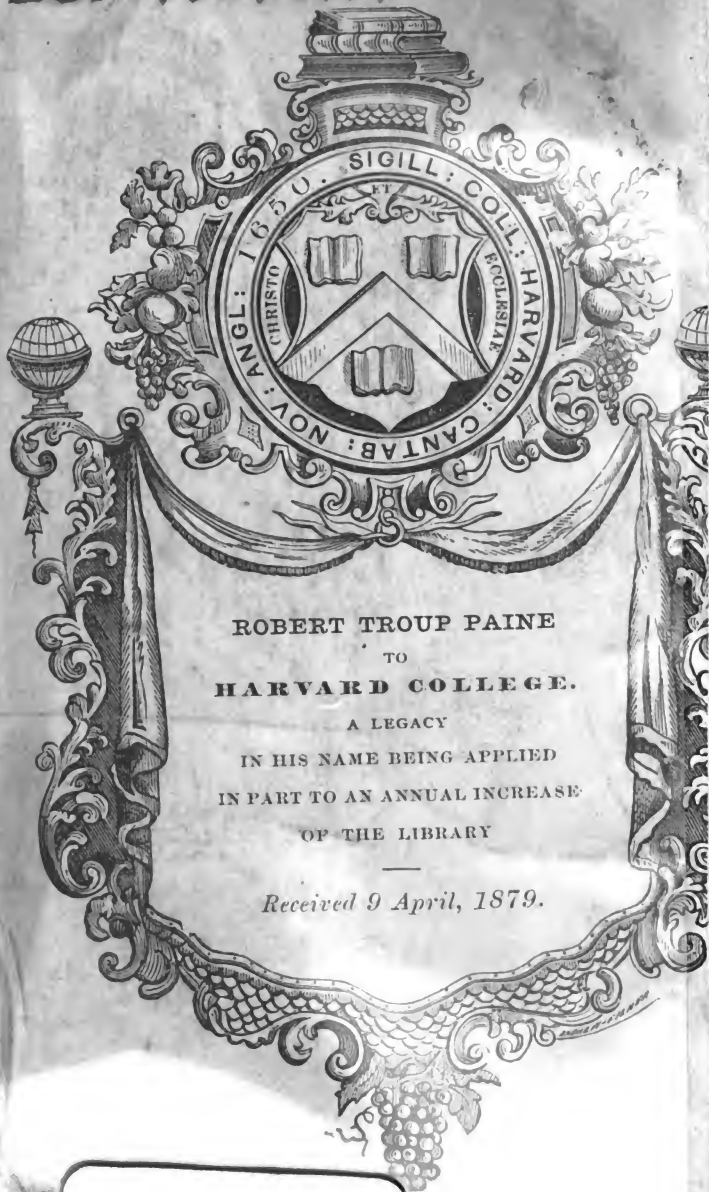 SIGILL: COLL: HARVARD: CANTAB: NOV: ANGL: 1650.
ET
CHRISTO
ECCLESIAE
ROBERT TROUP PAINE
TO
HARVARD COLLEGE.
A LEGACY
IN HIS NAME BEING APPLIED
IN PART TO AN ANNUAL INCREASE
OF THE LIBRARY
Received 9 April, 1879.